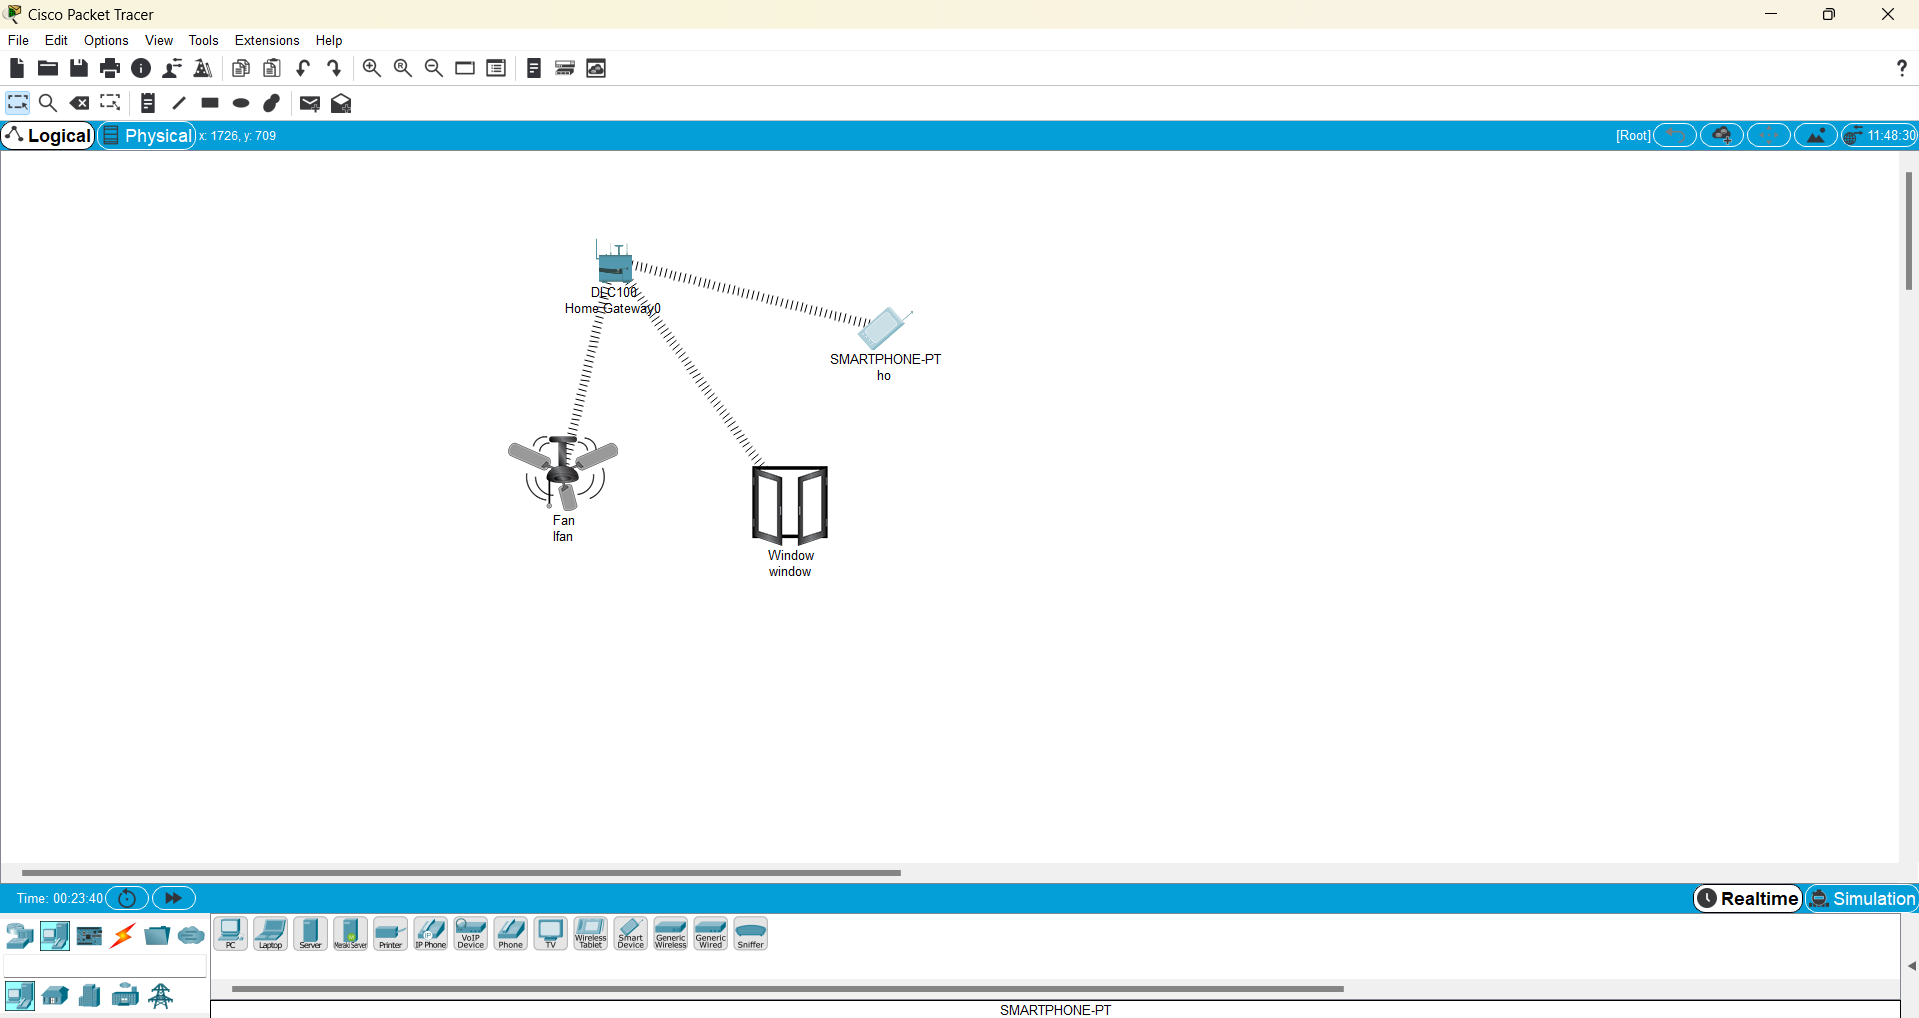 Cisco Packet Tracer
File Edit Options View Tools Extensions Help
?
Logical Physical x: 1726, y: 709 [Root] 11:48:30
DLC100
Home Gateway0
SMARTPHONE-PT
ho
Fan
Ifan
Window
window
Time: 00:23:40 Realtime Simulation
PC Laptop Server Meraki Server Printer IP Phone VoIP Device Phone TV Wireless Tablet Smart Device Generic Wireless Generic Wired Sniffer
SMARTPHONE-PT